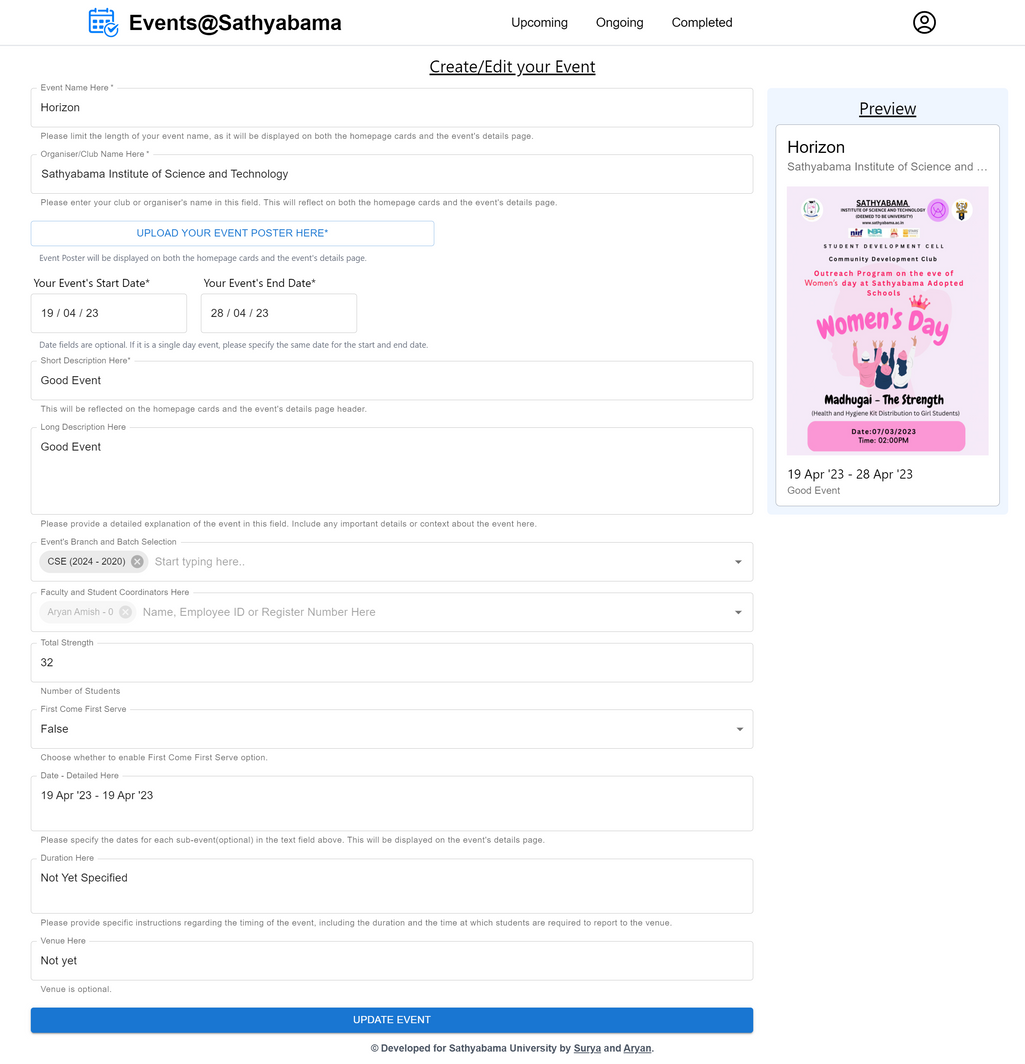 Events@Sathyabama
Upcoming Ongoing Completed
Create/Edit your Event
Event Name Here *
Horizon
Please limit the length of your event name, as it will be displayed on both the homepage cards and the event's details page.
Organiser/Club Name Here *
Sathyabama Institute of Science and Technology
Please enter your club or organiser's name in this field. This will reflect on both the homepage cards and the event's details page.
UPLOAD YOUR EVENT POSTER HERE*
Event Poster will be displayed on both the homepage cards and the event's details page.
Your Event's Start Date* Your Event's End Date*
19 / 04 / 23 28 / 04 / 23
Date fields are optional. If it is a single day event, please specify the same date for the start and end date.
Short Description Here*
Good Event
This will be reflected on the homepage cards and the event's details page header.
Long Description Here
Good Event
Please provide a detailed explanation of the event in this field. Include any important details or context about the event here.
Event's Branch and Batch Selection
CSE (2024 - 2020) Start typing here..
Faculty and Student Coordinators Here
Aryan Amish - 0 Name, Employee ID or Register Number Here
Total Strength
32
Number of Students
First Come First Serve
False
Choose whether to enable First Come First Serve option.
Date - Detailed Here
19 Apr '23 - 19 Apr '23
Please specify the dates for each sub-event(optional) in the text field above. This will be displayed on the event's details page.
Duration Here
Not Yet Specified
Please provide specific instructions regarding the timing of the event, including the duration and the time at which students are required to report to the venue.
Venue Here
Not yet
Venue is optional.
UPDATE EVENT
Preview
Horizon
Sathyabama Institute of Science and ...
SATHYABAMA
INSTITUTE OF SCIENCE AND TECHNOLOGY
(DEEMED TO BE UNIVERSITY)
www.sathyabama.ac.in
nirf
STUDENT DEVELOPMENT CELL
Community Development Club
Outreach Program on the eve of
Women's day at Sathyabama Adopted
Schools
Women's Day
Madhugai - The Strength
(Health and Hygiene Kit Distribution to Girl Students)
Date:07/03/2023
Time: 02:00PM
19 Apr '23 - 28 Apr '23
Good Event
© Developed for Sathyabama University by Surya and Aryan.